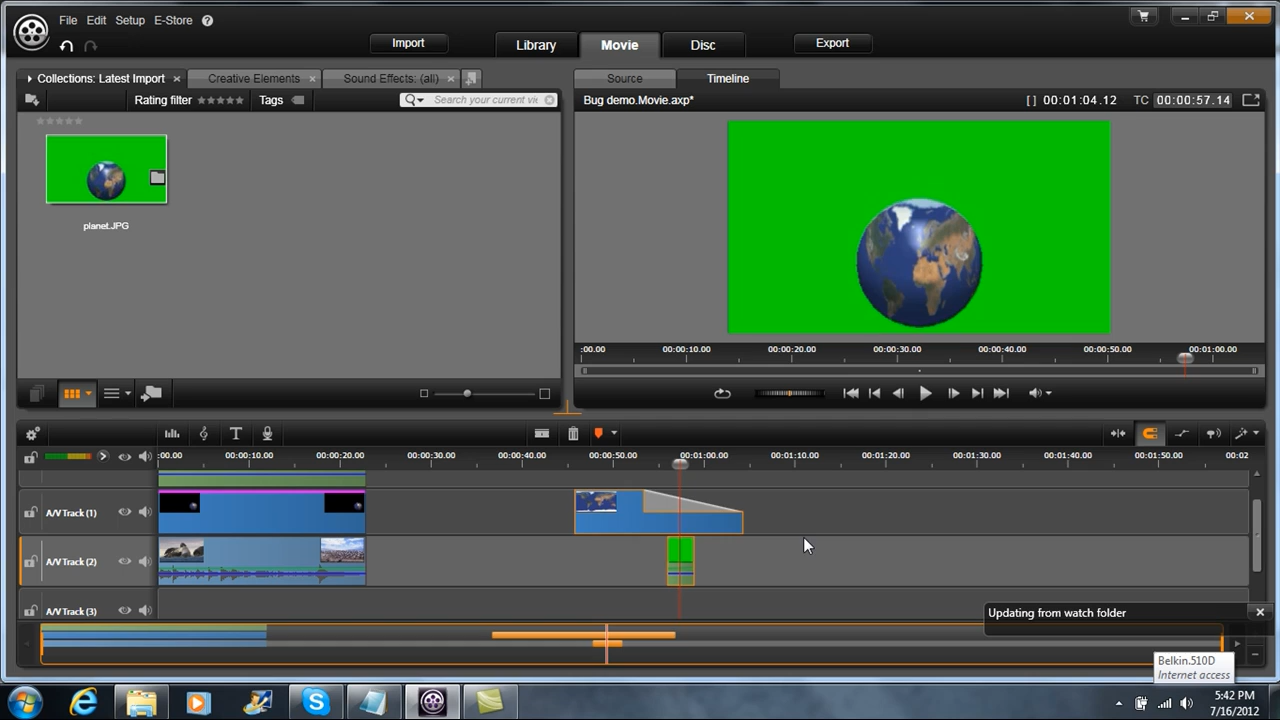 File Edit Setup E-Store ?
Import Library Movie Disc Export
Collections: Latest Import × Creative Elements × Sound Effects: (all) × Source Timeline
Rating filter Tags Search your current vie Bug demo.Movie.axp* [ ] 00:01:04.12 TC 00:00:57.14
planet.JPG
:00.00 00:00:10.00 00:00:20.00 00:00:30.00 00:00:40.00 00:00:50.00 00:01:00.00
T
:00.00 00:00:10.00 00:00:20.00 00:00:30.00 00:00:40.00 00:00:50.00 00:01:00.00 00:01:10.00 00:01:20.00 00:01:30.00 00:01:40.00 00:01:50.00 00:02
A/V Track (1)
A/V Track (2)
A/V Track (3)
Updating from watch folder
Belkin.510D
Internet access
5:42 PM
7/16/2012